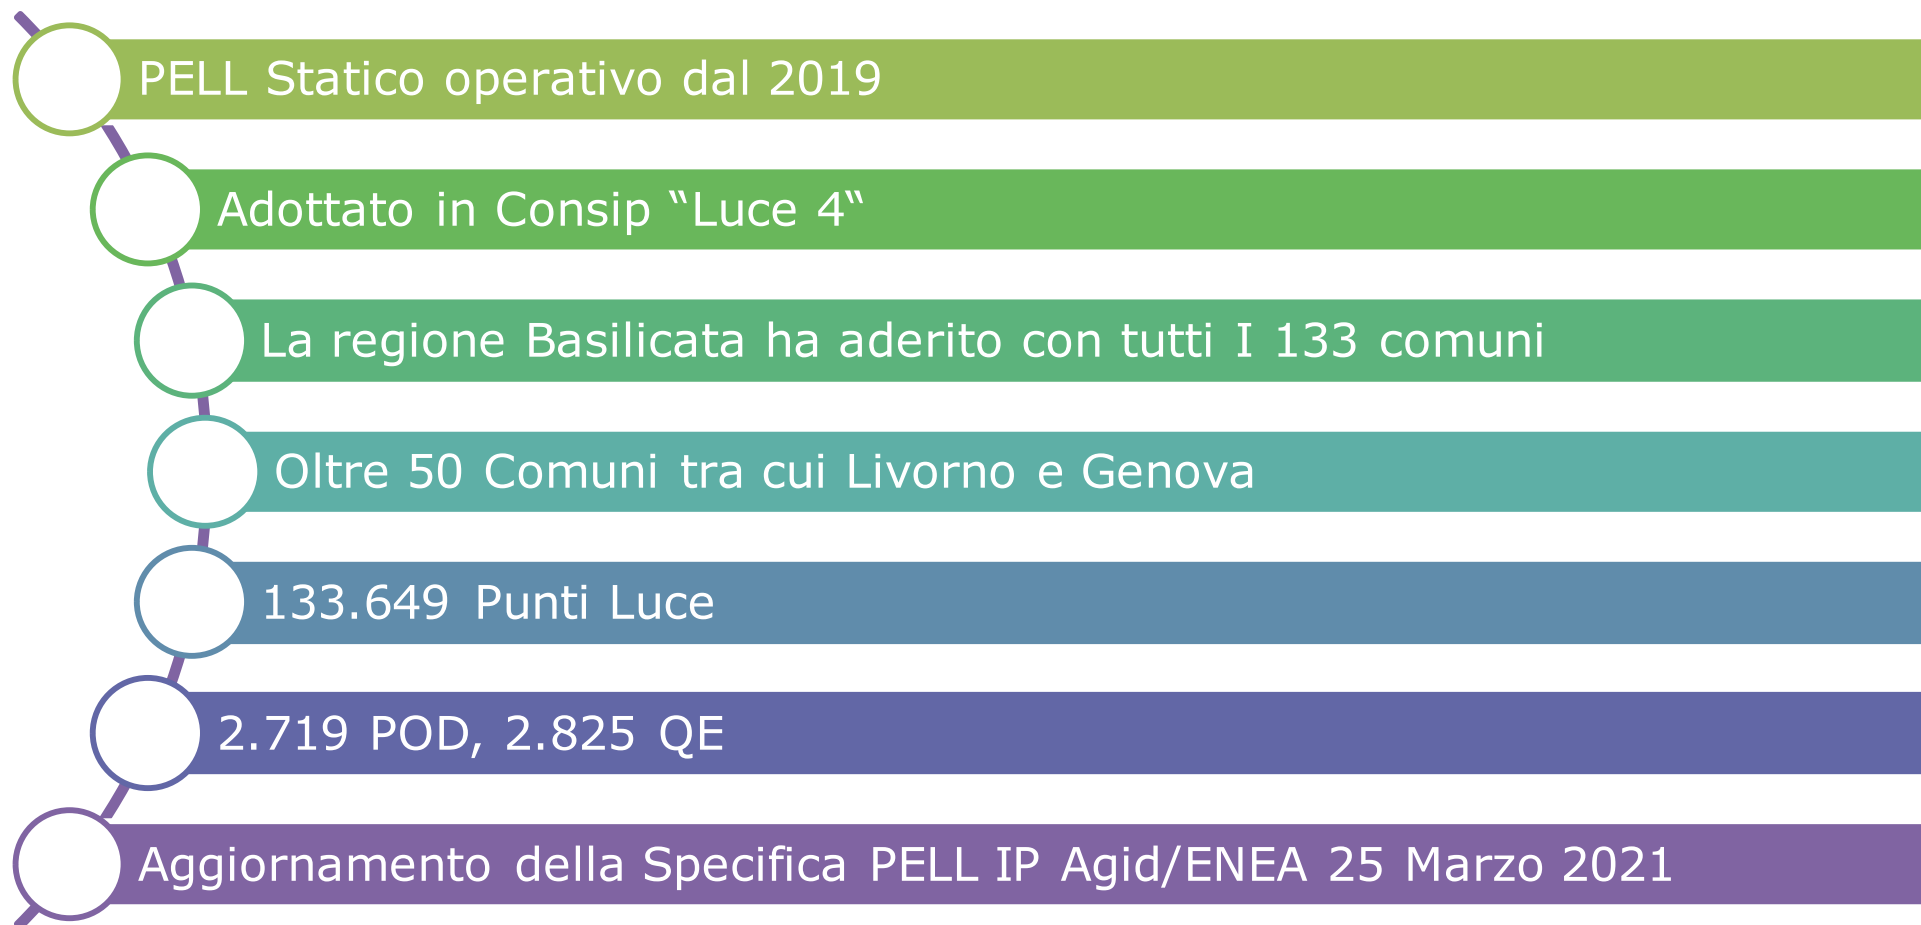 PELL Statico operativo dal 2019
Adottato in Consip “Luce 4“
La regione Basilicata ha aderito con tutti I 133 comuni
Oltre 50 Comuni tra cui Livorno e Genova
133.649 Punti Luce
2.719 POD, 2.825 QE
Aggiornamento della Specifica PELL IP Agid/ENEA 25 Marzo 2021